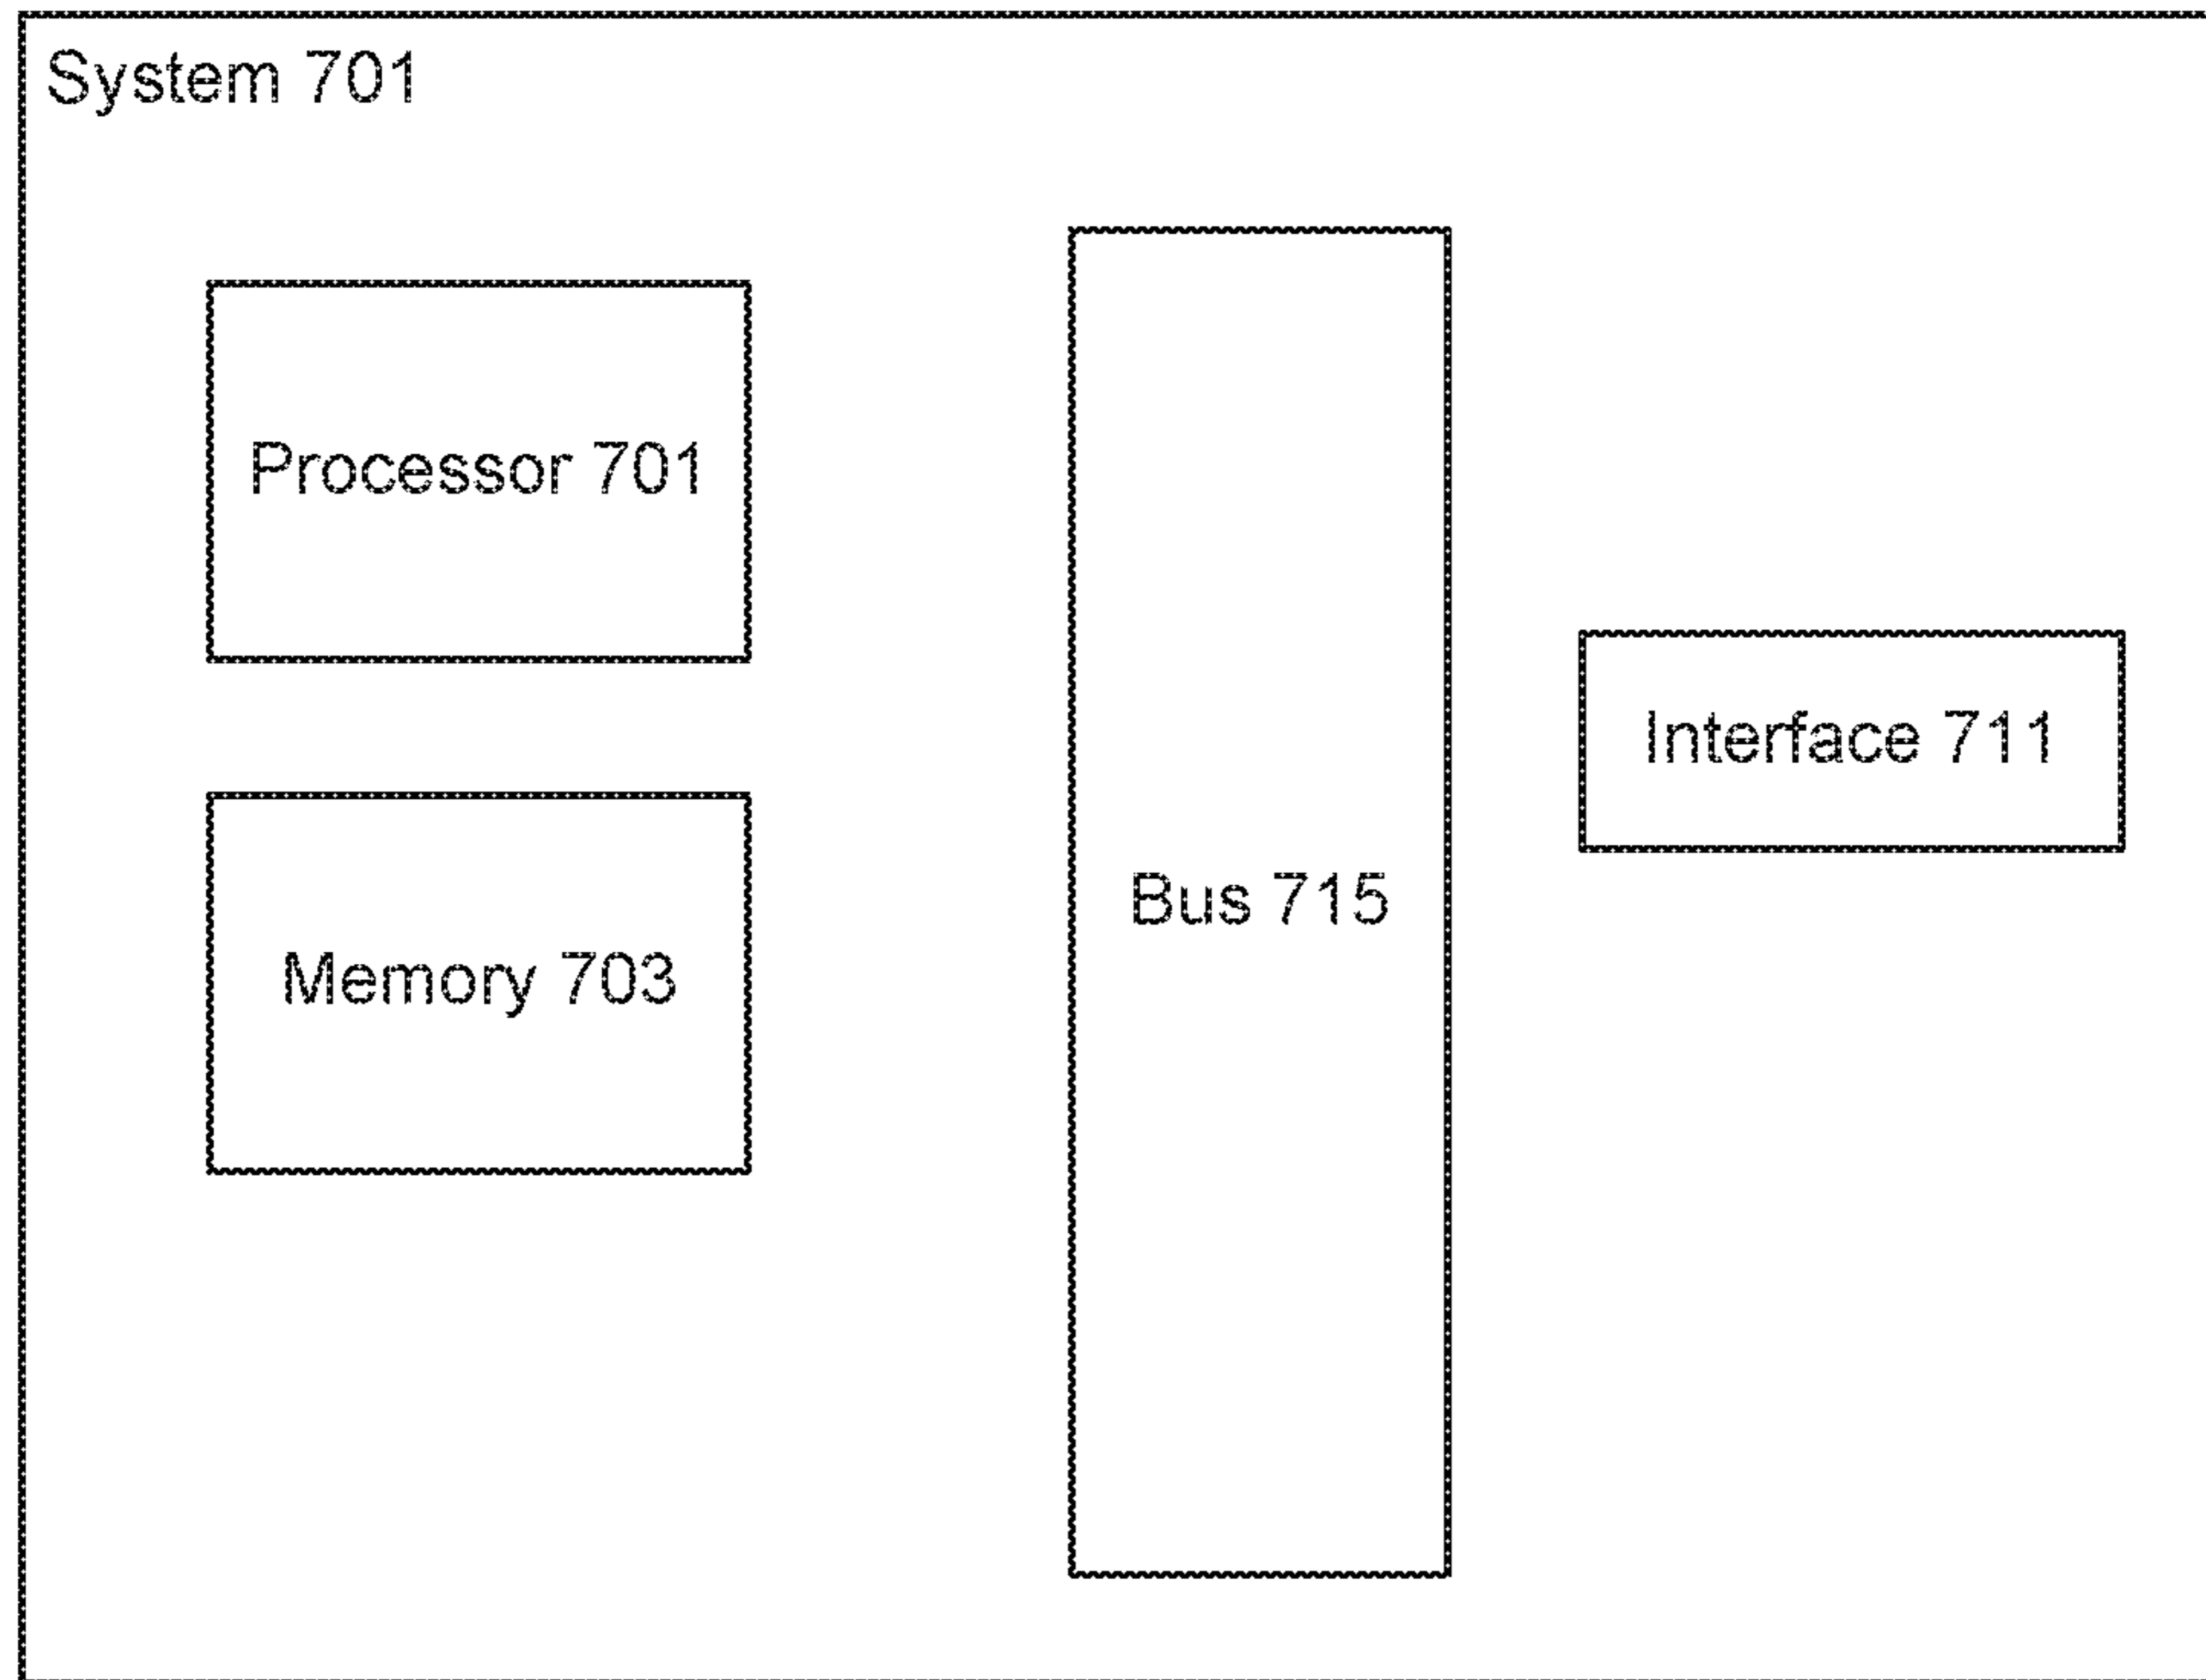 System 701
Processor 701
Interface 711
Bus 715
Memory 703